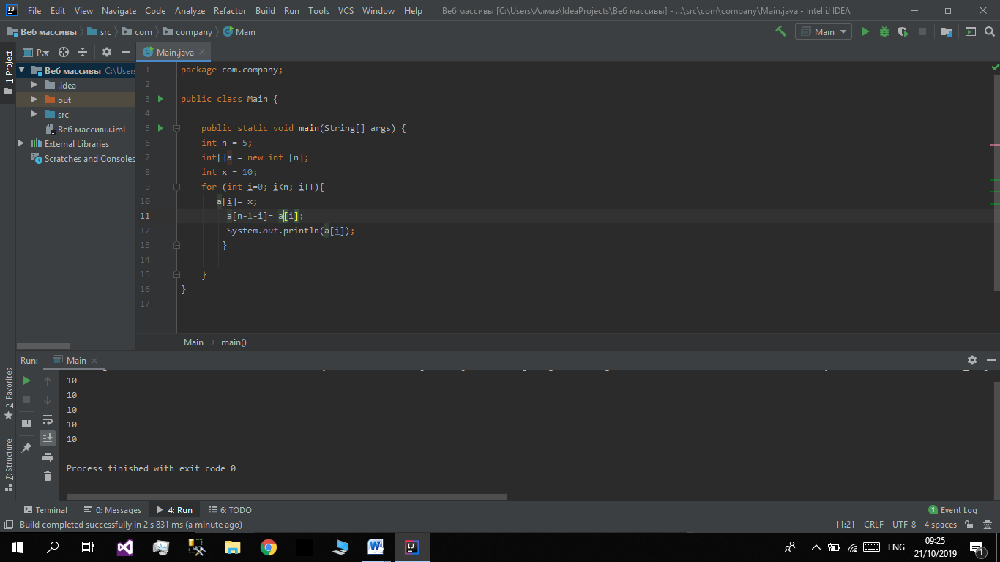 File Edit View Navigate Code Analyze Refactor Build Run Tools VCS Window Help Веб массивы [C:\Users\Алмаз\IdeaProjects\Веб массивы] - ...\src\com\company\Main.java - IntelliJ IDEA
Веб массивы src com company Main Main
1: Project P.. Main.java
Веб массивы C:\Users
.idea
out
src
Веб массивы.iml
External Libraries
Scratches and Consoles
1 package com.company;
2
3 public class Main {
4
5 public static void main(String[] args) {
6 int n = 5;
7 int[]a = new int [n];
8 int x = 10;
9 for (int i=0; i<n; i++){
10 a[i]= x;
11 a[n-1-i]= a[i];
12 System.out.println(a[i]);
13 }
14
15 }
16 }
17
Main main()
Run: Main
2: Favorites
7: Structure
10
10
10
10
10
Process finished with exit code 0
Terminal 0: Messages 4: Run 6: TODO 1 Event Log
Build completed successfully in 2 s 831 ms (a minute ago) 11:21 CRLF UTF-8 4 spaces
ENG 09:25
21/10/2019 1